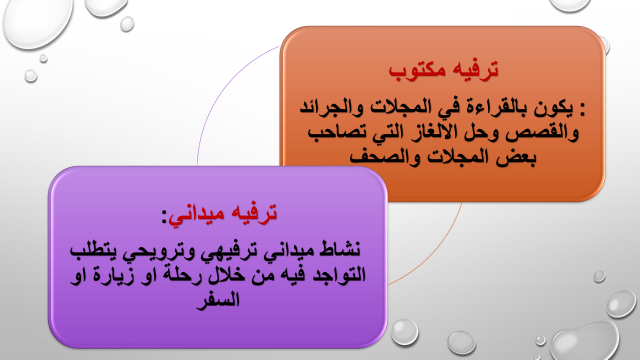 ترفيه مكتوب
: يكون بالقراءة في المجلات والجرائد
والقصص وحل الالغاز التي تصاحب
بعض المجلات والصحف
ترفيه ميداني:
نشاط ميداني ترفيهي وترويحي يتطلب
التواجد فيه من خلال رحلة او زيارة او
السفر